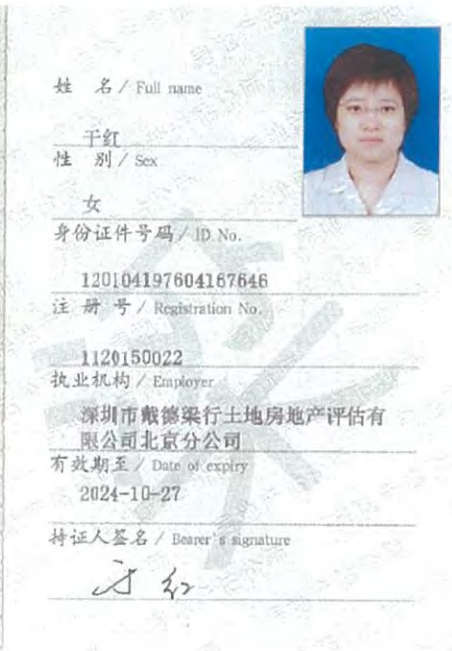 姓 名 / Full name
干红
性 别 / Sex
女
身份证件号码 / ID No.
120104197604167646
注 册 号 / Registration No.
1120150022
执业机构 / Employer
深圳市戴德梁行土地房地产评估有
限公司北京分公司
有效期至 / Date of expiry
2024-10-27
持证人签名 / Bearer's signature
干红